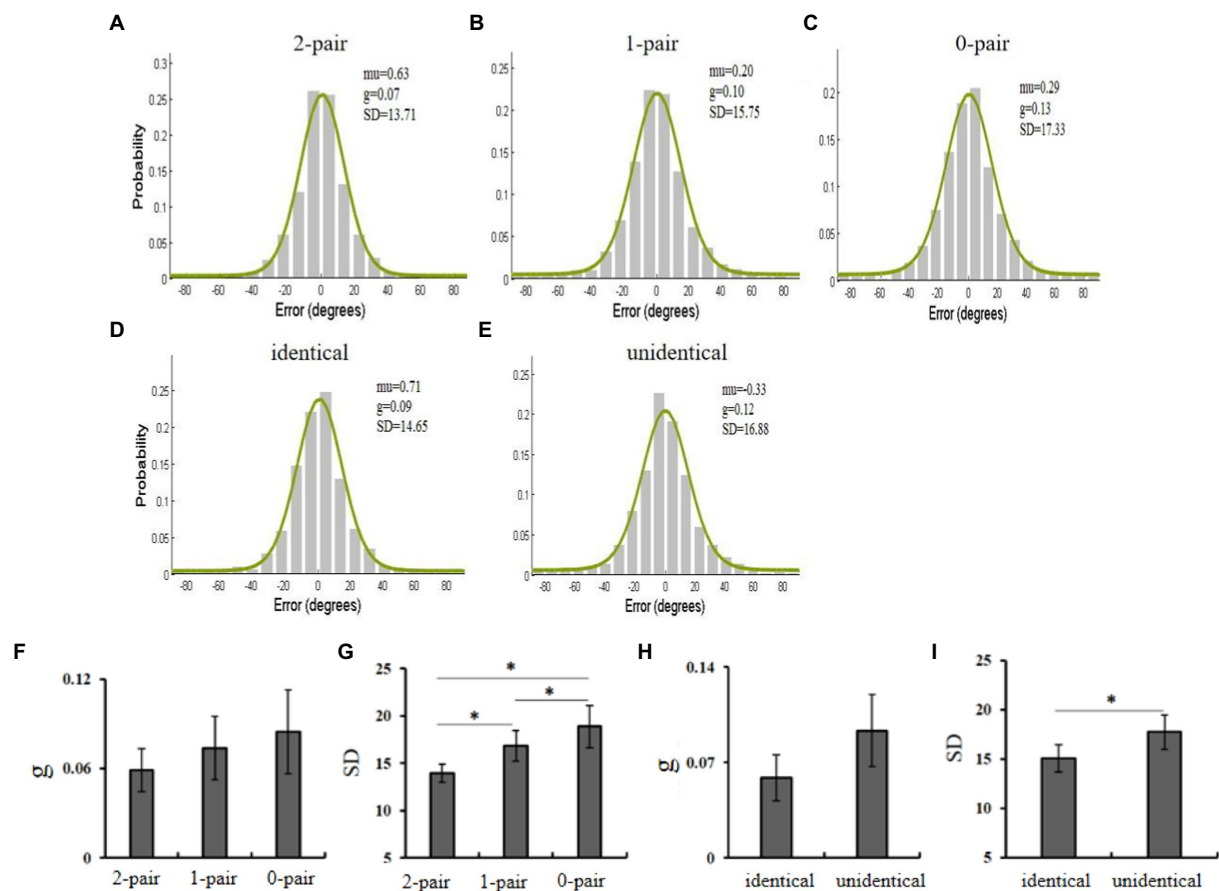 A
2-pair
mu=0.63
g=0.07
SD=13.71
Probability
0.3
0.25
0.2
0.15
0.1
0.05
0
-80 -60 -40 -20 0 20 40 60 80
Error (degrees)
B
1-pair
mu=0.20
g=0.10
SD=15.75
0.25
0.2
0.15
0.1
0.05
0
-80 -60 -40 -20 0 20 40 60 80
Error (degrees)
C
0-pair
mu=0.29
g=0.13
SD=17.33
0.2
0.15
0.1
0.05
0
-80 -60 -40 -20 0 20 40 60 80
Error (degrees)
D
identical
mu=0.71
g=0.09
SD=14.65
Probability
0.25
0.2
0.15
0.1
0.05
0
-80 -60 -40 -20 0 20 40 60 80
Error (degrees)
E
unidentical
mu=-0.33
g=0.12
SD=16.88
0.25
0.2
0.15
0.1
0.05
0
-80 -60 -40 -20 0 20 40 60 80
Error (degrees)
F
g
0.12
0.06
0
2-pair 1-pair 0-pair
G
SD
25
20
15
10
5
*
*
*
2-pair 1-pair 0-pair
H
g
0.14
0.07
0
identical unidentical
I
SD
25
20
15
10
5
*
identical unidentical